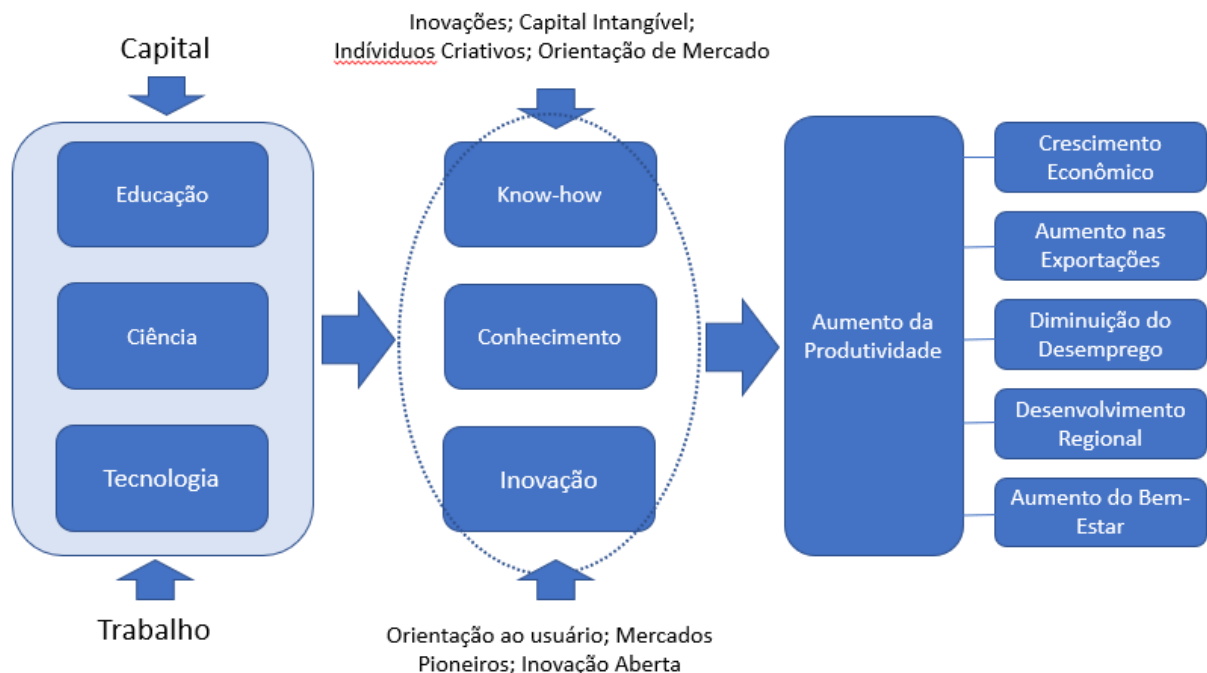 Capital
Inovações; Capital Intangível;
Indíviduos Criativos; Orientação de Mercado
Educação
Ciência
Tecnologia
Trabalho
Know-how
Conhecimento
Inovação
Orientação ao usuário; Mercados
Pioneiros; Inovação Aberta
Aumento da
Produtividade
Crescimento
Econômico
Aumento nas
Exportações
Diminuição do
Desemprego
Desenvolvimento
Regional
Aumento do Bem-
Estar